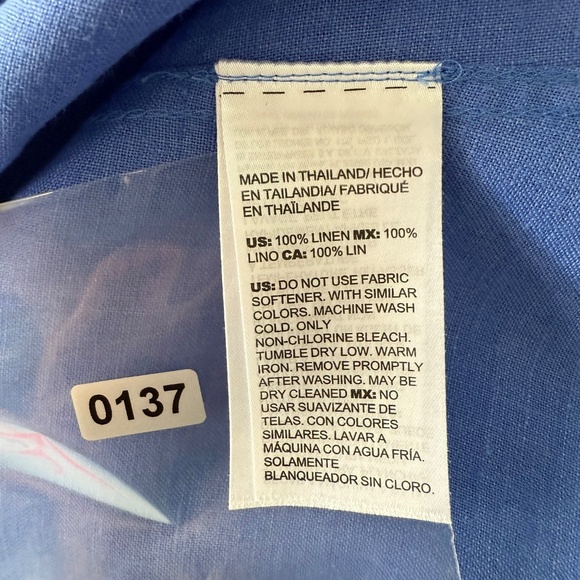 MADE IN THAILAND/ HECHO
EN TAILANDIA/ FABRIQUÉ
EN THAÏLANDE
US: 100% LINEN MX: 100%
LINO CA: 100% LIN
US: DO NOT USE FABRIC
SOFTENER. WITH SIMILAR
COLORS. MACHINE WASH
COLD. ONLY
NON-CHLORINE BLEACH.
TUMBLE DRY LOW. WARM
IRON. REMOVE PROMPTLY
AFTER WASHING. MAY BE
DRY CLEANED MX: NO
USAR SUAVIZANTE DE
TELAS. CON COLORES
SIMILARES. LAVAR A
MÁQUINA CON AGUA FRÍA.
SOLAMENTE
BLANQUEADOR SIN CLORO.
0137